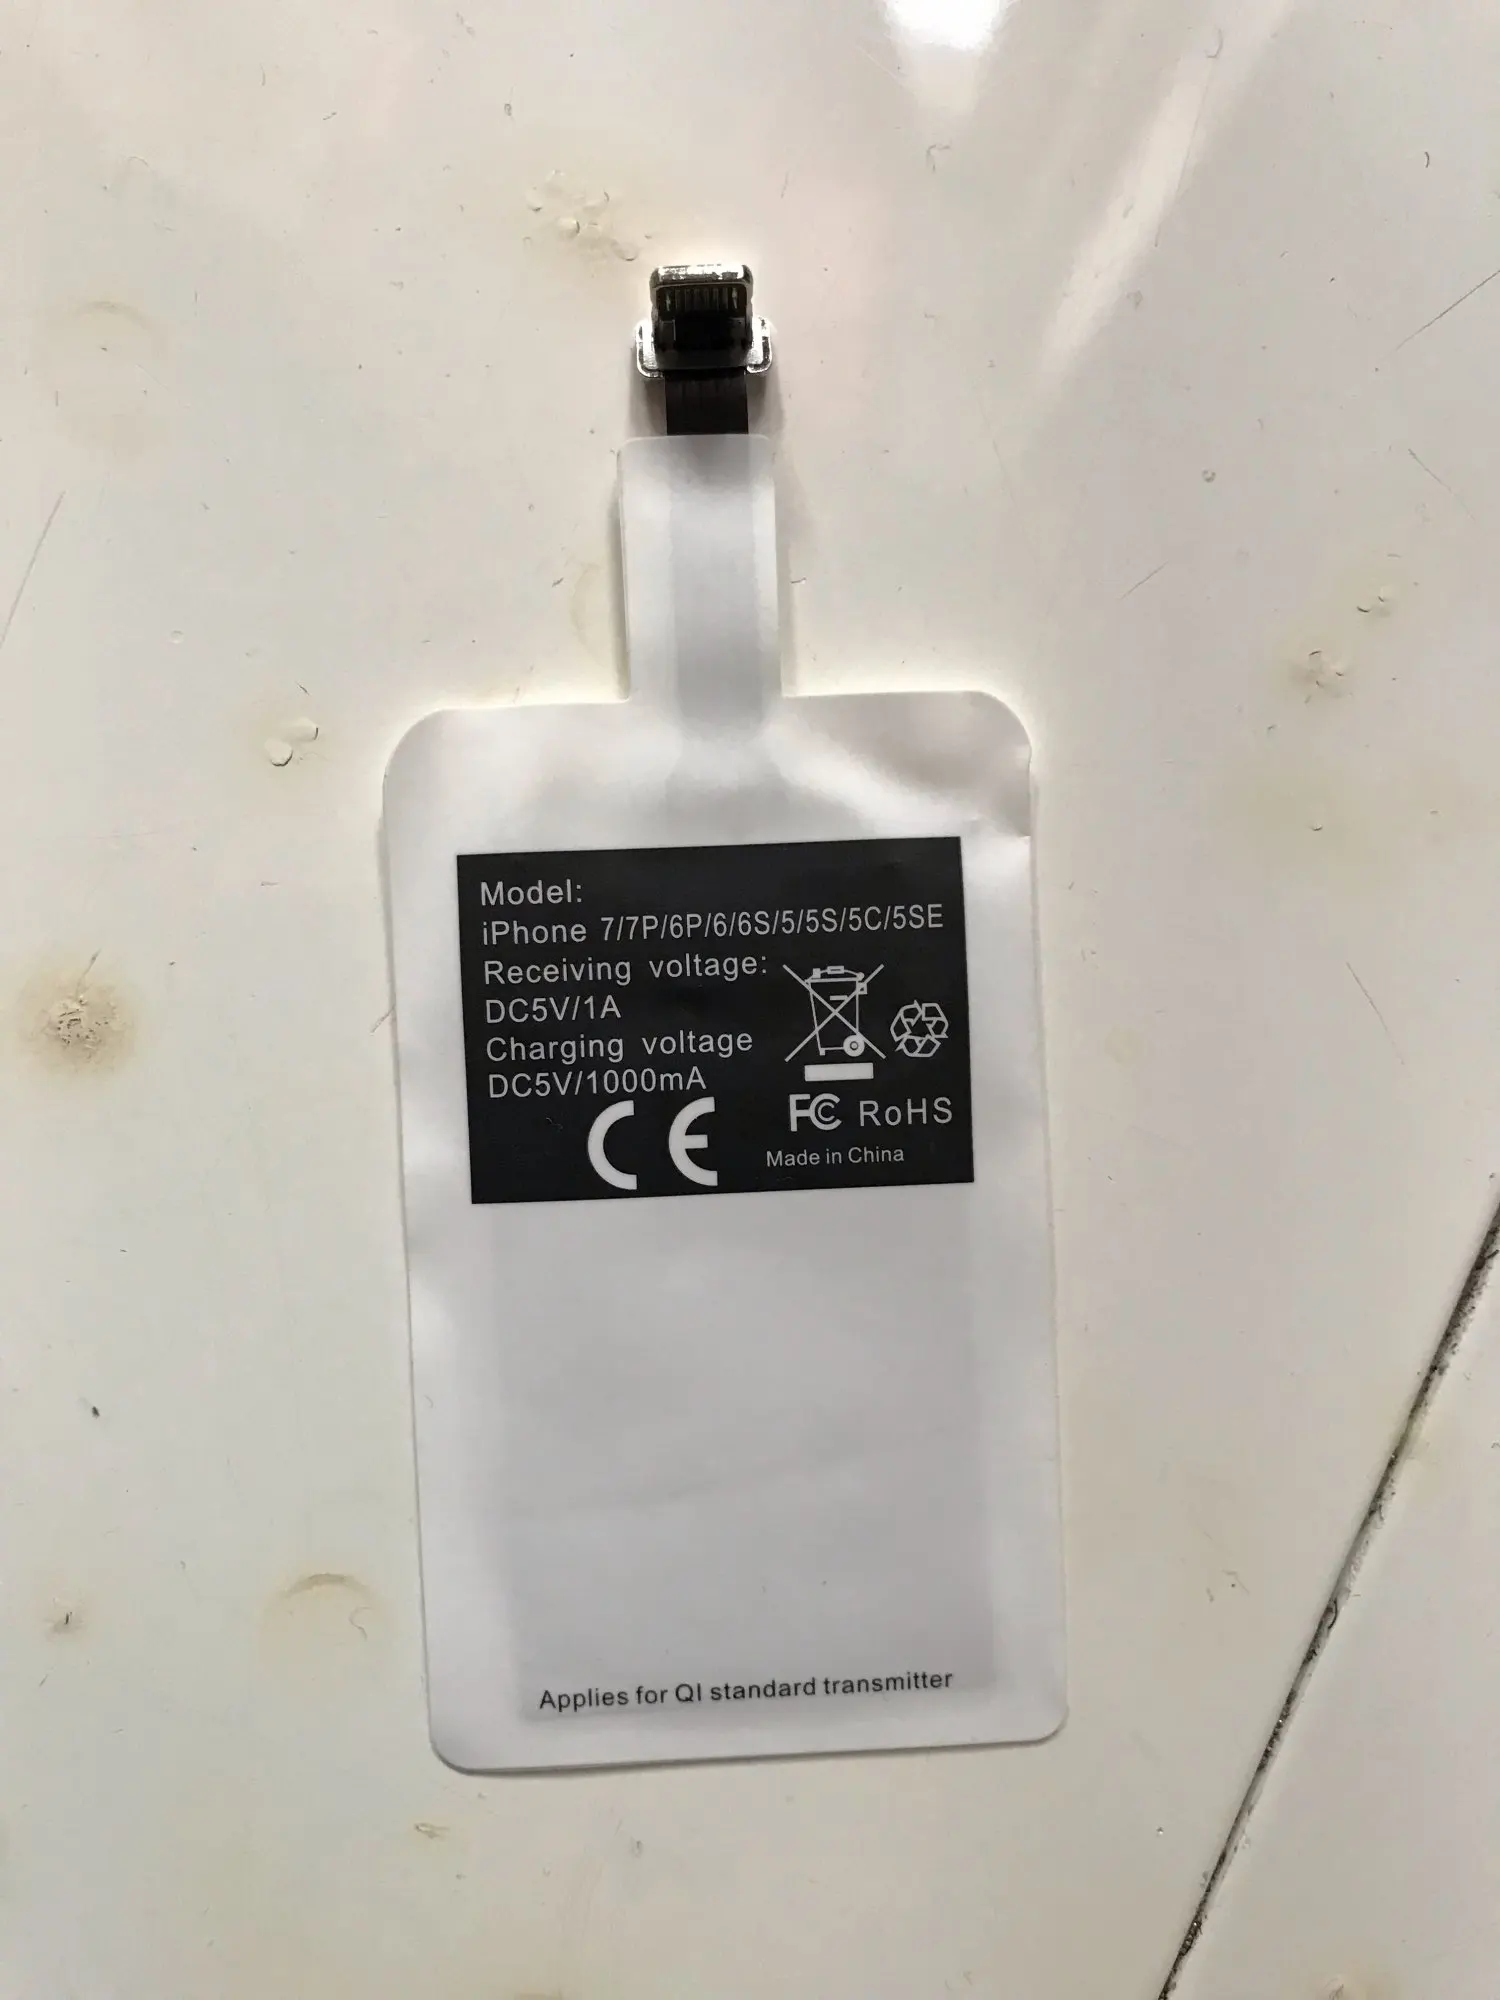 Model:
iPhone 7/7P/6P/6/6S/5/5S/5C/5SE
Receiving voltage:
DC5V/1A
Charging voltage
DC5V/1000mA
CE
FC RoHS
Made in China
Applies for QI standard transmitter